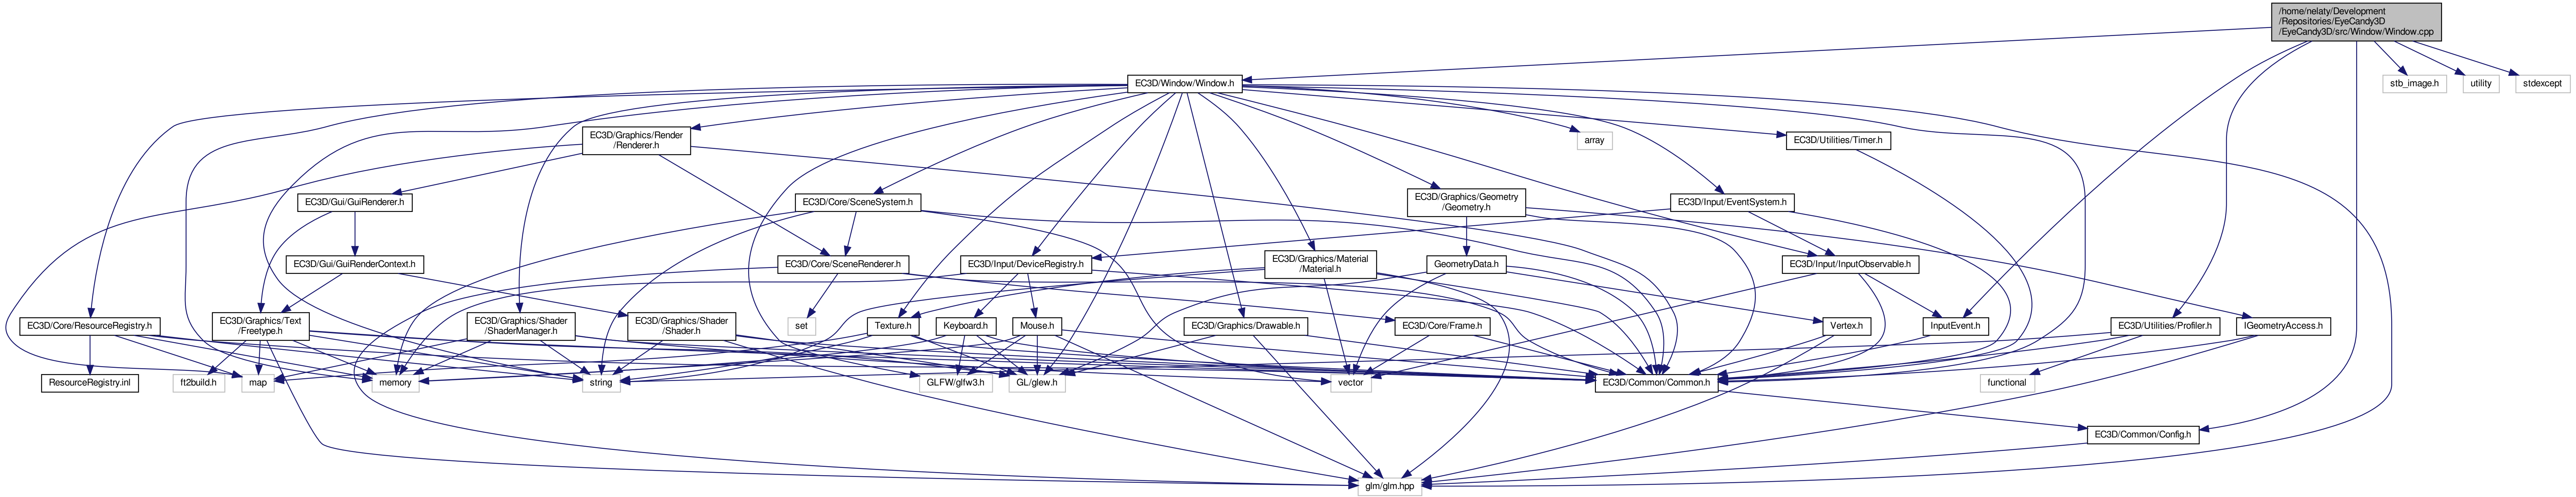 /home/nelaty/Development
/Repositories/EyeCandy3D
/EyeCandy3D/src/Window/Window.cpp
EC3D/Window/Window.h
stb_image.h
utility
stdexcept
EC3D/Graphics/Render
/Renderer.h
array
EC3D/Utilities/Timer.h
EC3D/Gui/GuiRenderer.h
EC3D/Core/SceneSystem.h
EC3D/Graphics/Geometry
/Geometry.h
EC3D/Input/EventSystem.h
EC3D/Gui/GuiRenderContext.h
EC3D/Core/SceneRenderer.h
EC3D/Input/DeviceRegistry.h
EC3D/Graphics/Material
/Material.h
GeometryData.h
EC3D/Input/InputObservable.h
EC3D/Core/ResourceRegistry.h
EC3D/Graphics/Text
/Freetype.h
EC3D/Graphics/Shader
/ShaderManager.h
EC3D/Graphics/Shader
/Shader.h
set
Texture.h
Keyboard.h
Mouse.h
EC3D/Graphics/Drawable.h
EC3D/Core/Frame.h
Vertex.h
InputEvent.h
EC3D/Utilities/Profiler.h
IGeometryAccess.h
ResourceRegistry.inl
ft2build.h
map
memory
string
GLFW/glfw3.h
GL/glew.h
vector
EC3D/Common/Common.h
functional
EC3D/Common/Config.h
glm/glm.hpp